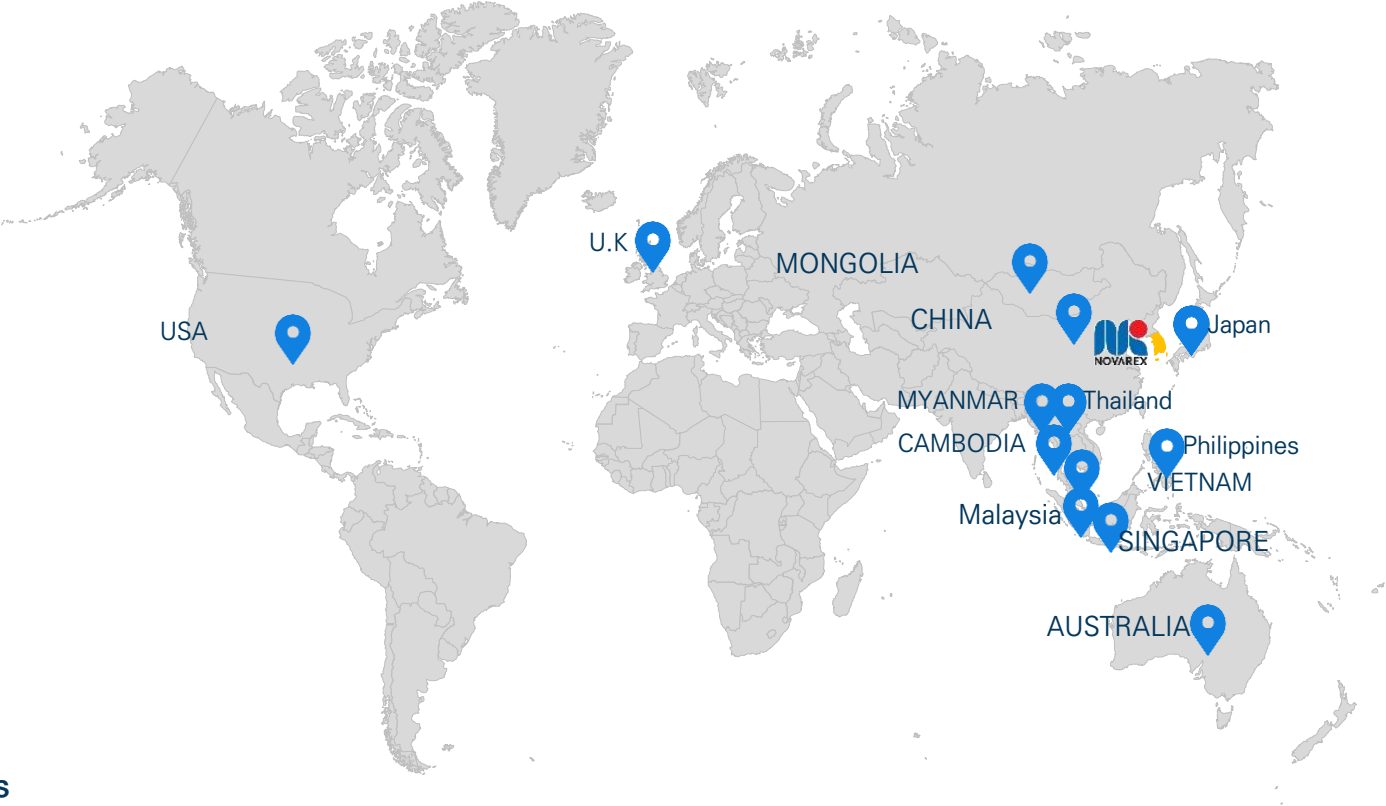 U.K
MONGOLIA
CHINA
USA
Japan
NOVAREX
MYANMAR
Thailand
CAMBODIA
Philippines
VIETNAM
Malaysia
SINGAPORE
AUSTRALIA
s